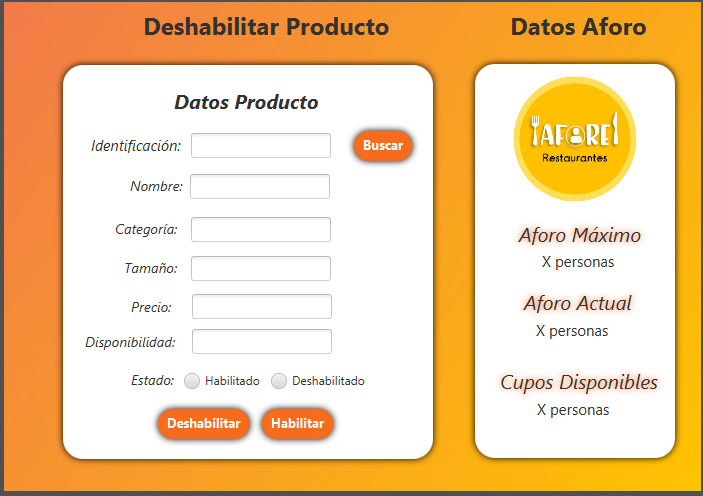 Deshabilitar Producto
Datos Producto
Identificación:
Buscar
Nombre:
Categoría:
Tamaño:
Precio:
Disponibilidad:
Estado: Habilitado Deshabilitado
Deshabilitar Habilitar
Datos Aforo
AFORE
Restaurantes
Aforo Máximo
X personas
Aforo Actual
X personas
Cupos Disponibles
X personas